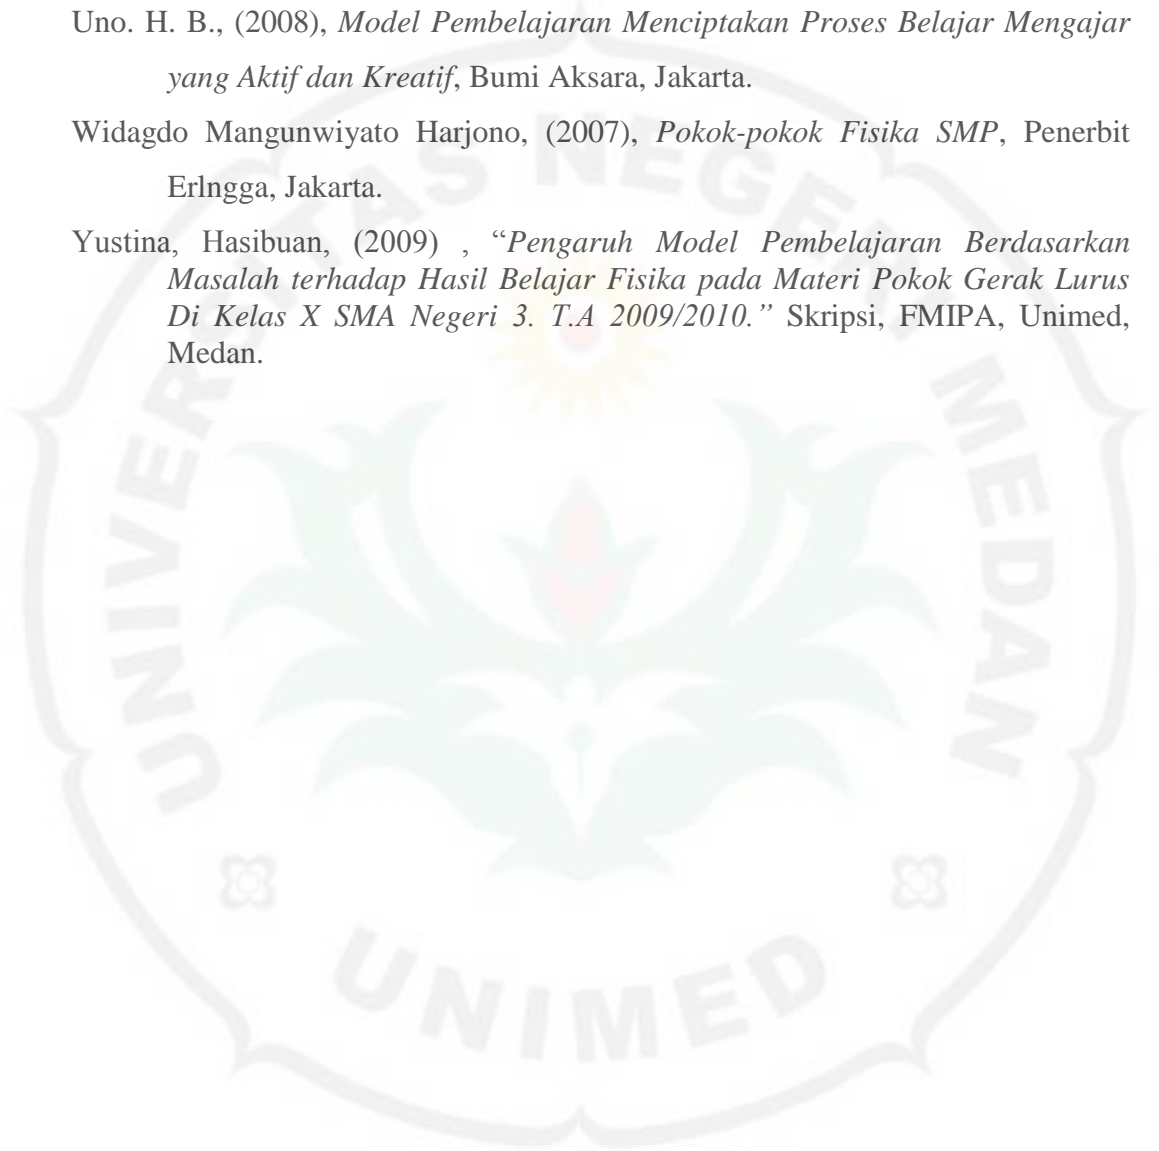 Uno. H. B., (2008), Model Pembelajaran Menciptakan Proses Belajar Mengajar
yang Aktif dan Kreatif, Bumi Aksara, Jakarta.
Widagdo Mangunwiyato Harjono, (2007), Pokok-pokok Fisika SMP, Penerbit
Erlngga, Jakarta.
Yustina, Hasibuan, (2009) , “Pengaruh Model Pembelajaran Berdasarkan
Masalah terhadap Hasil Belajar Fisika pada Materi Pokok Gerak Lurus
Di Kelas X SMA Negeri 3. T.A 2009/2010.” Skripsi, FMIPA, Unimed,
Medan.
UNIVERSITAS NEGERI MEDAN
UNIMED